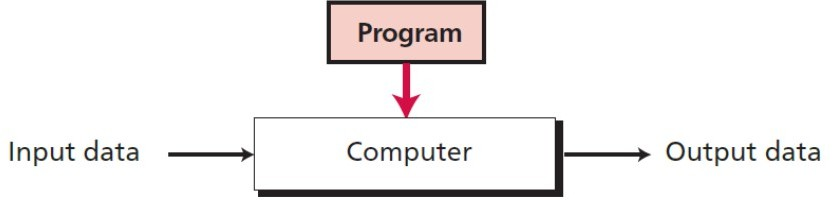 Program
Input data
Computer
Output data